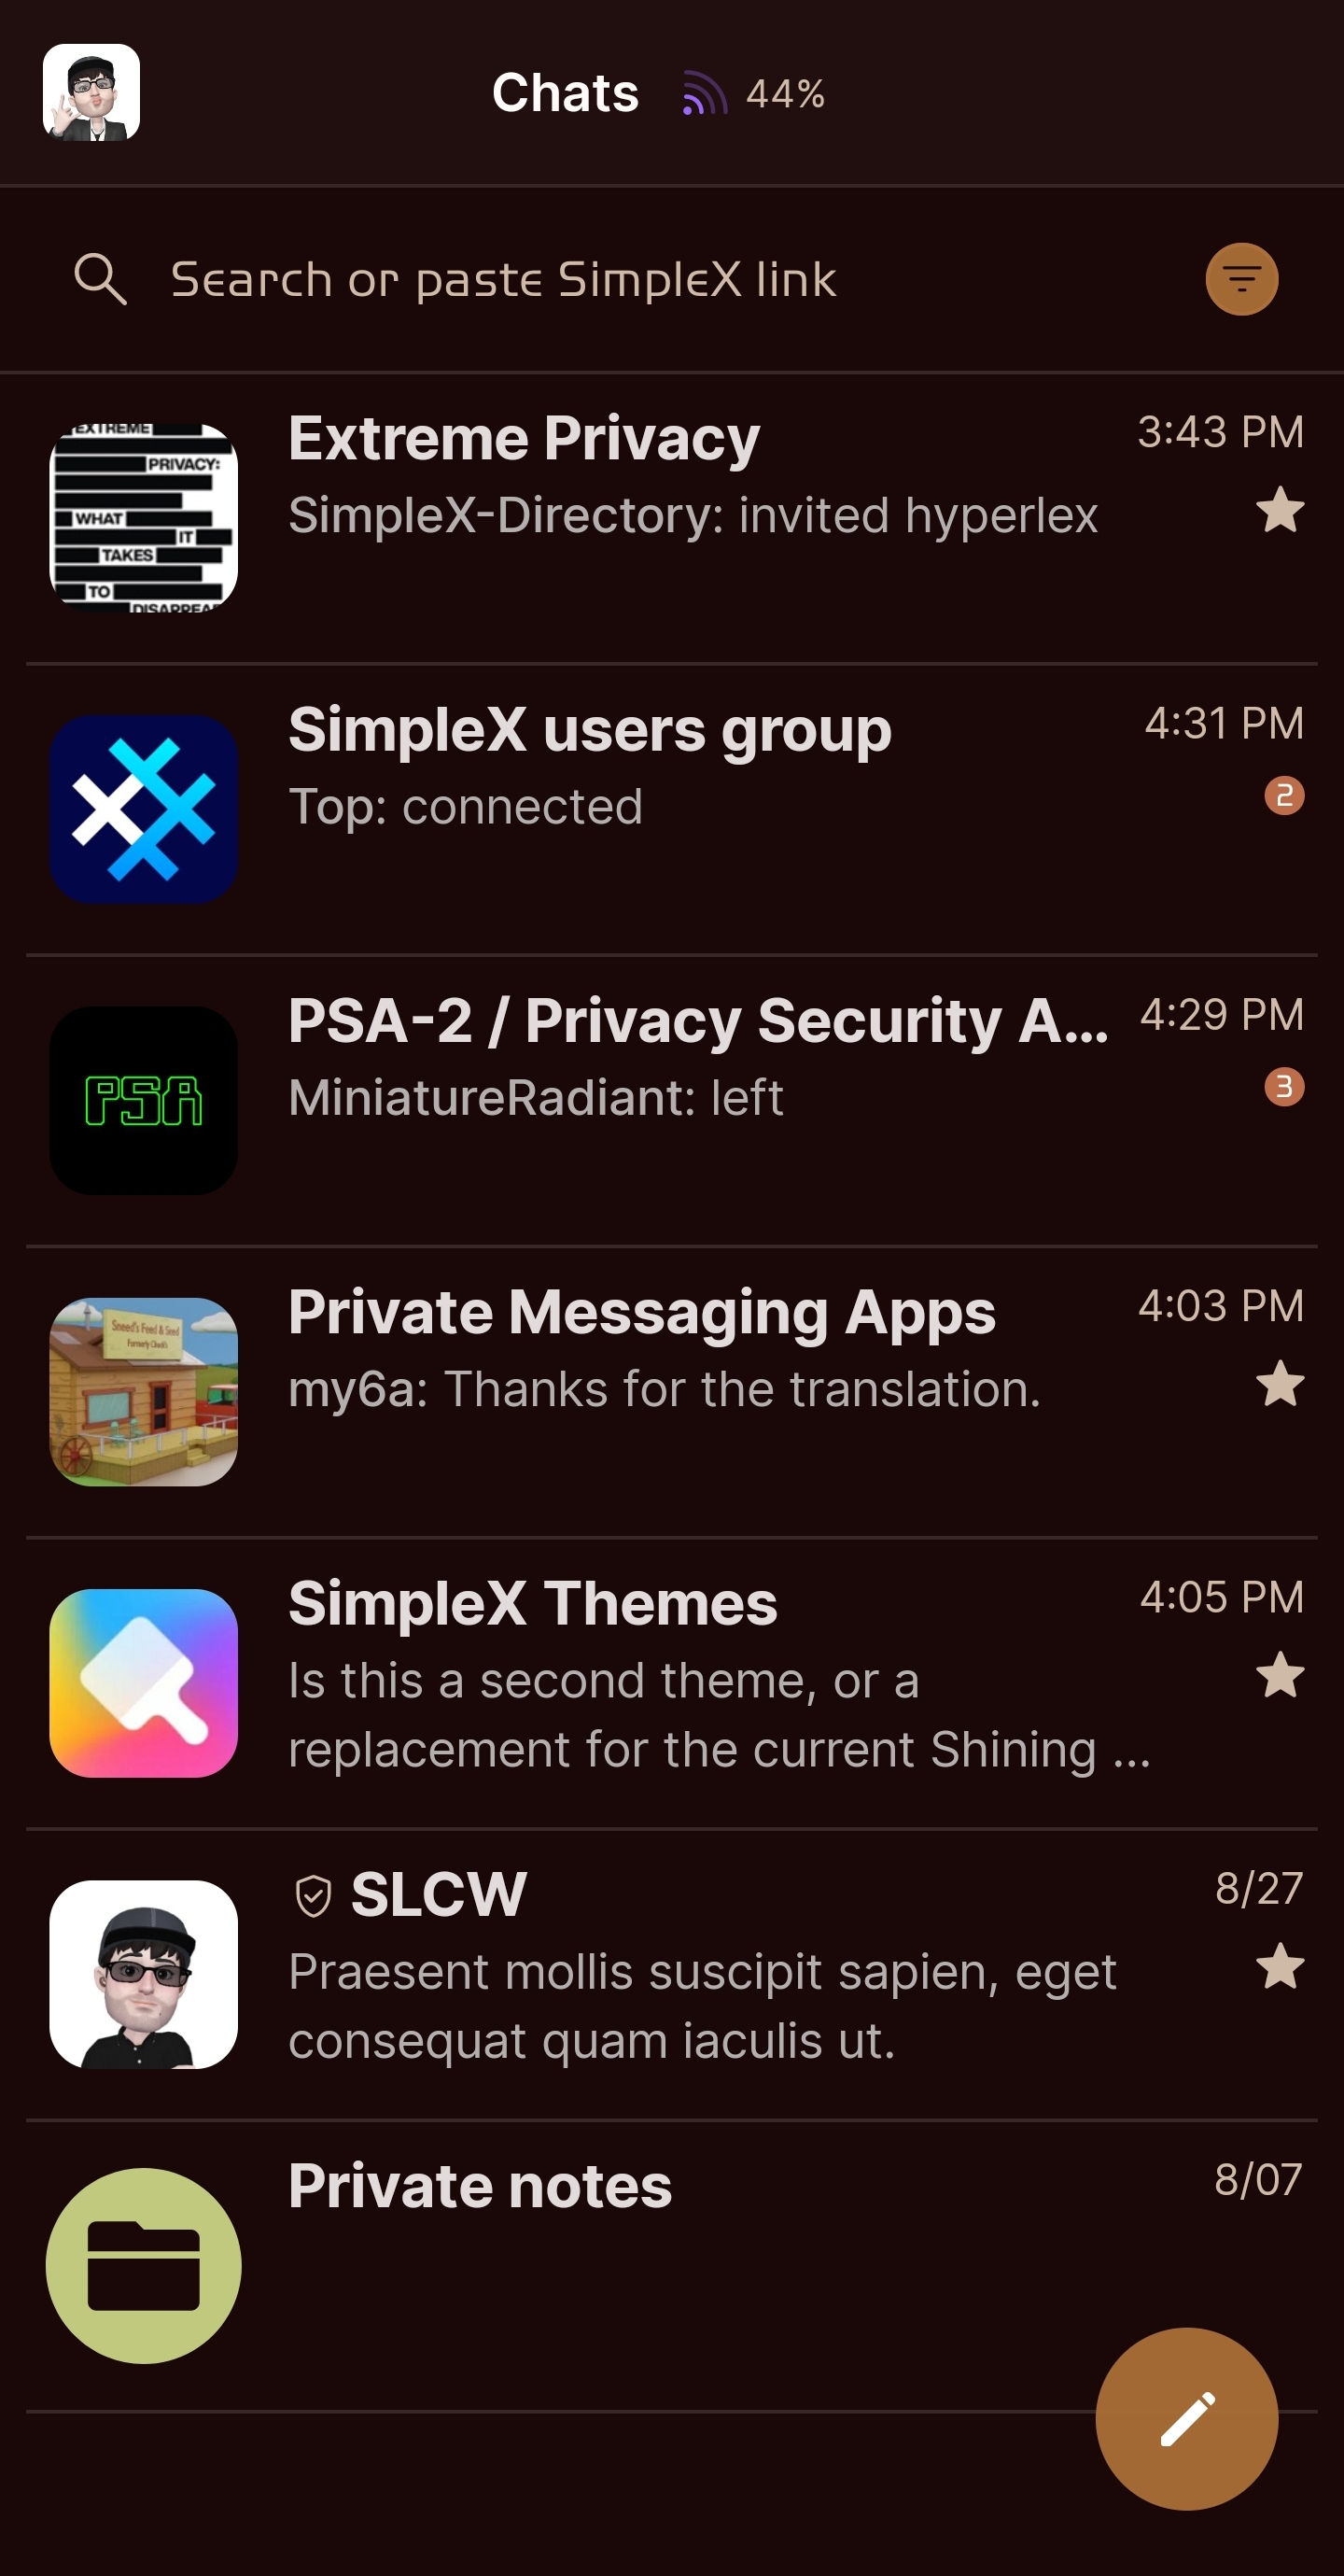 Chats 44%
Search or paste SimpleX link
EXTREME
PRIVACY:
WHAT
IT
TAKES
TO
DISAPPEAR
Extreme Privacy 3:43 PM
SimpleX-Directory: invited hyperlex
SimpleX users group 4:31 PM
Top: connected 2
PSA
PSA-2 / Privacy Security A... 4:29 PM
MiniatureRadiant: left 3
Sneed's Feed & Seed
Formerly Chuck's
Private Messaging Apps 4:03 PM
my6a: Thanks for the translation.
SimpleX Themes 4:05 PM
Is this a second theme, or a
replacement for the current Shining ...
SLCW 8/27
Praesent mollis suscipit sapien, eget
consequat quam iaculis ut.
Private notes 8/07